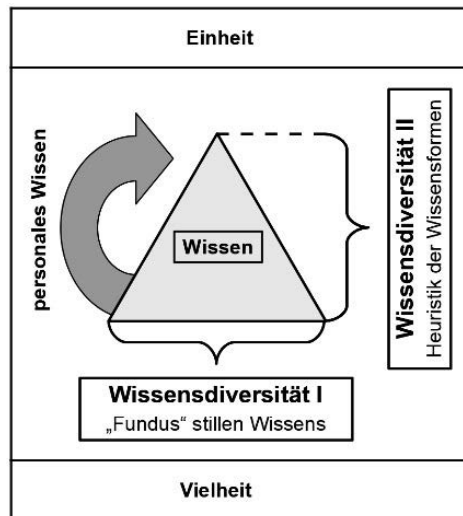 Einheit
personales Wissen
Wissen
Wissensdiversität II
Heuristik der Wissensformen
Wissensdiversität I
„Fundus“ stillen Wissens
Vielheit